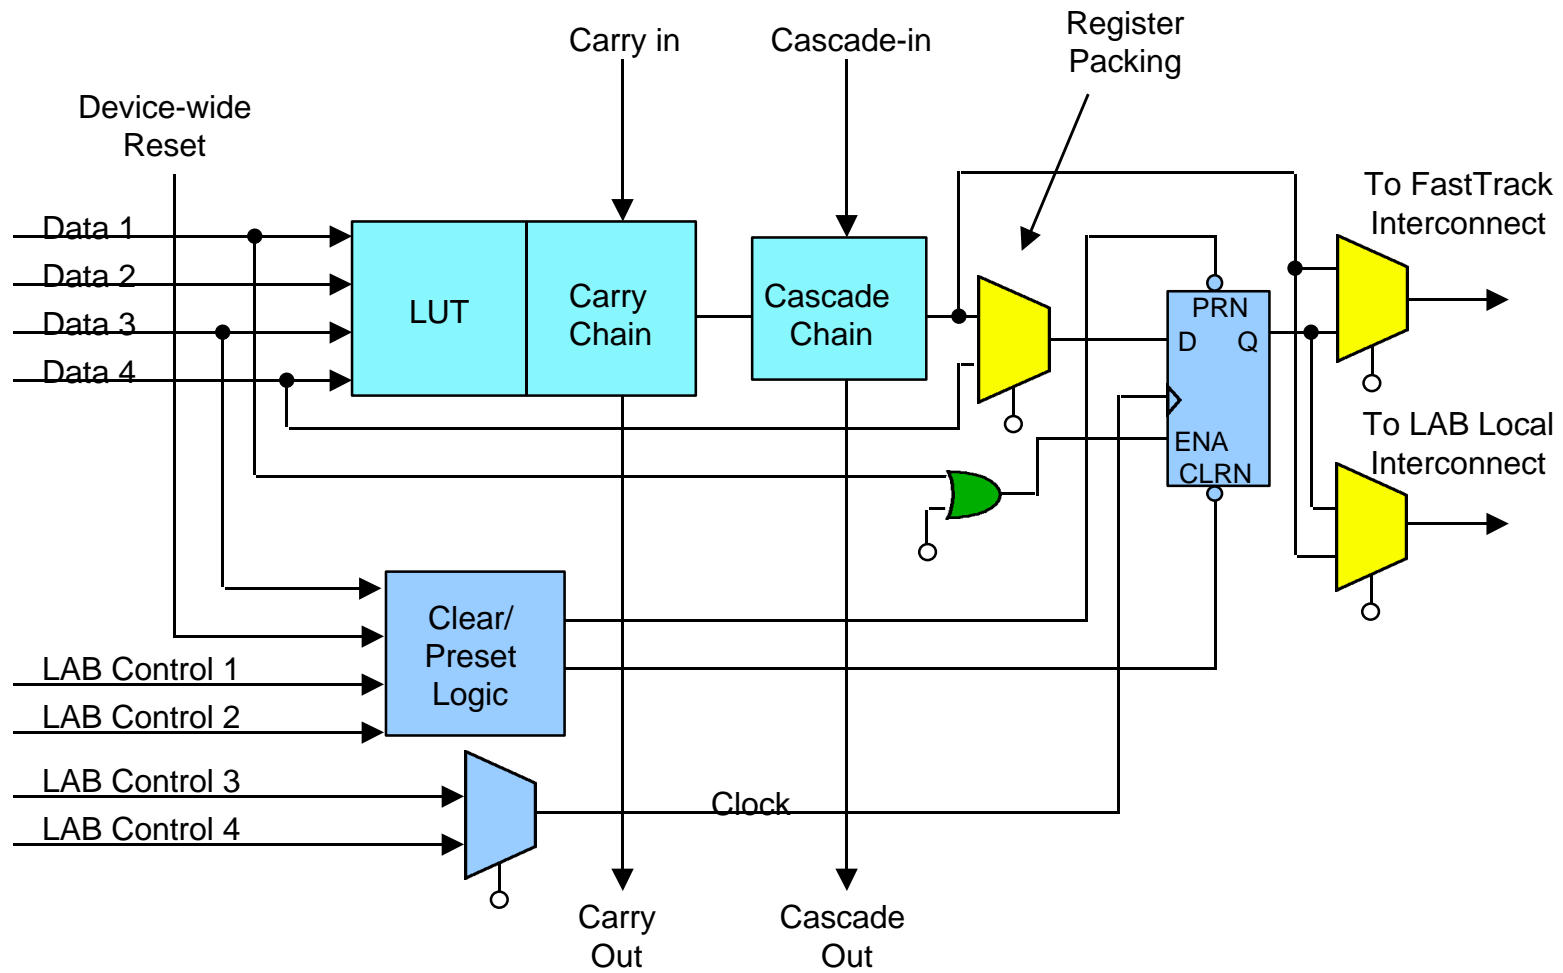 Register
Packing
Carry in
Cascade-in
Device-wide
Reset
To FastTrack
Interconnect
Data 1
Data 2
Data 3
Data 4
LUT
Carry
Chain
Cascade
Chain
PRN
D
Q
ENA
CLRN
To LAB Local
Interconnect
Clear/
Preset
Logic
LAB Control 1
LAB Control 2
LAB Control 3
LAB Control 4
Clock
Carry
Out
Cascade
Out